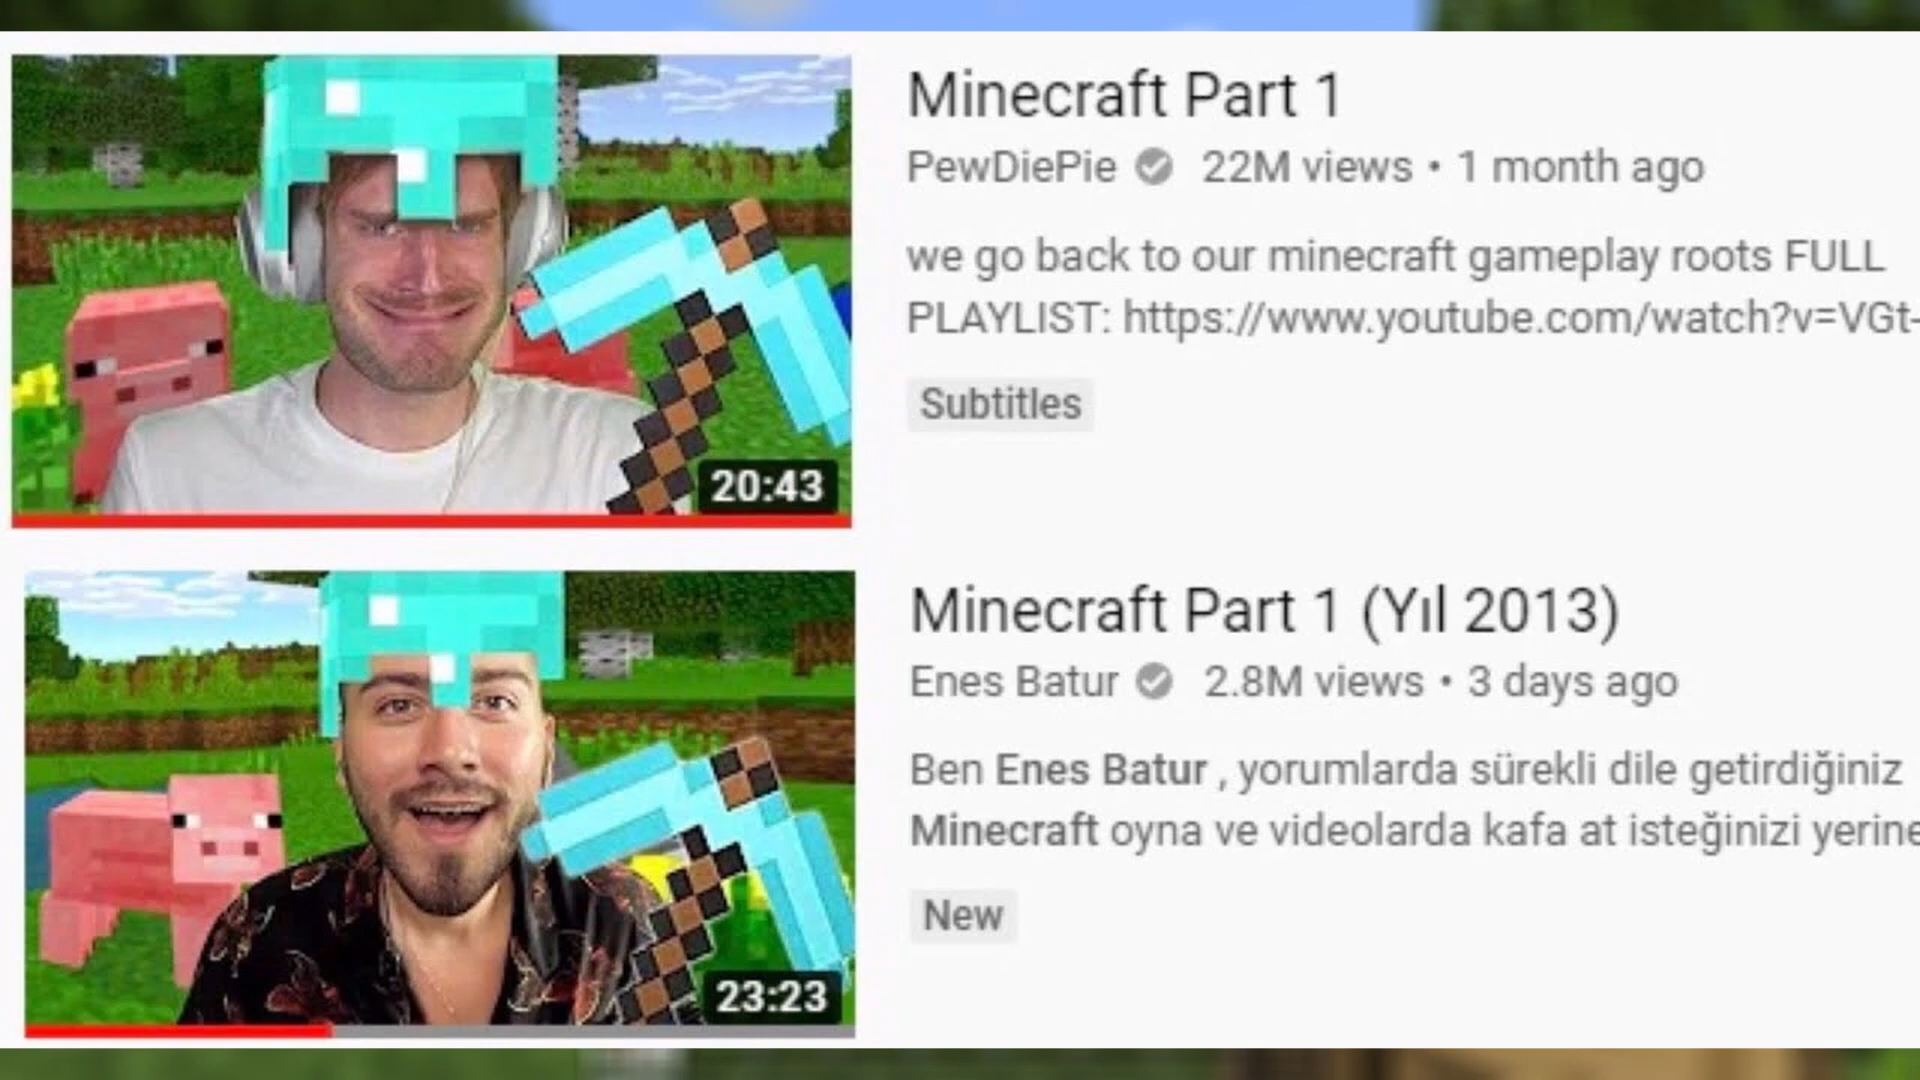 Minecraft Part 1
PewDiePie 22M views • 1 month ago
we go back to our minecraft gameplay roots FULL
PLAYLIST: https://www.youtube.com/watch?v=VGt-
Subtitles
20:43
Minecraft Part 1 (Yıl 2013)
Enes Batur 2.8M views • 3 days ago
Ben Enes Batur , yorumlarda sürekli dile getirdiğiniz
Minecraft oyna ve videolarda kafa at isteğinizi yerine
New
23:23